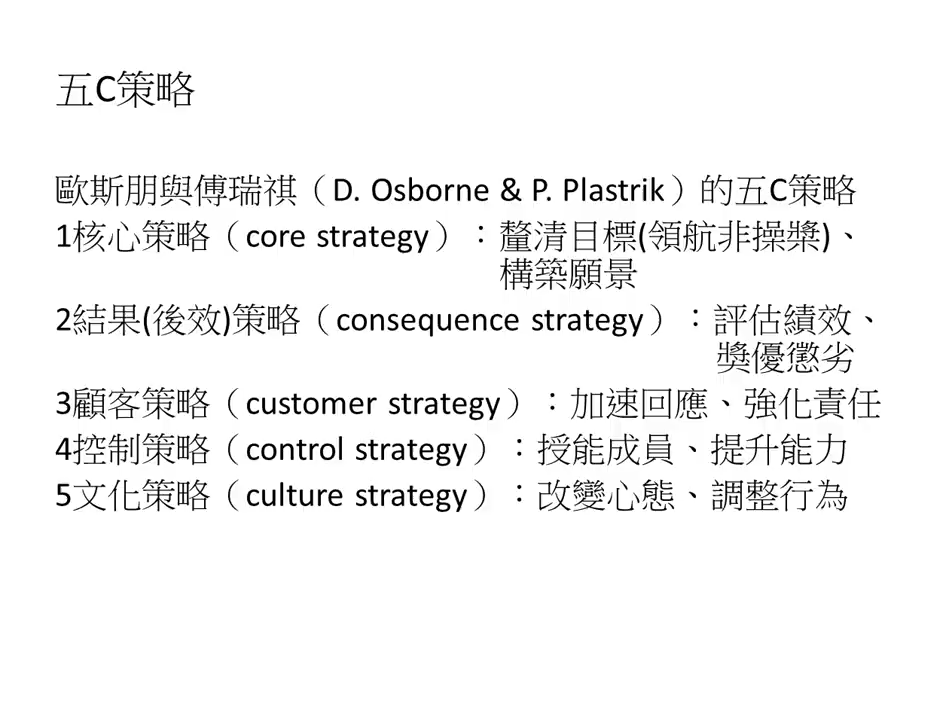 五C策略
歐斯朋與傅瑞祺（D. Osborne & P. Plastrik）的五C策略
1核心策略（core strategy）：釐清目標(領航非操槳)、
構築願景
2結果(後效)策略（consequence strategy）：評估績效、
獎優懲劣
3顧客策略（customer strategy）：加速回應、強化責任
4控制策略（control strategy）：授能成員、提升能力
5文化策略（culture strategy）：改變心態、調整行為